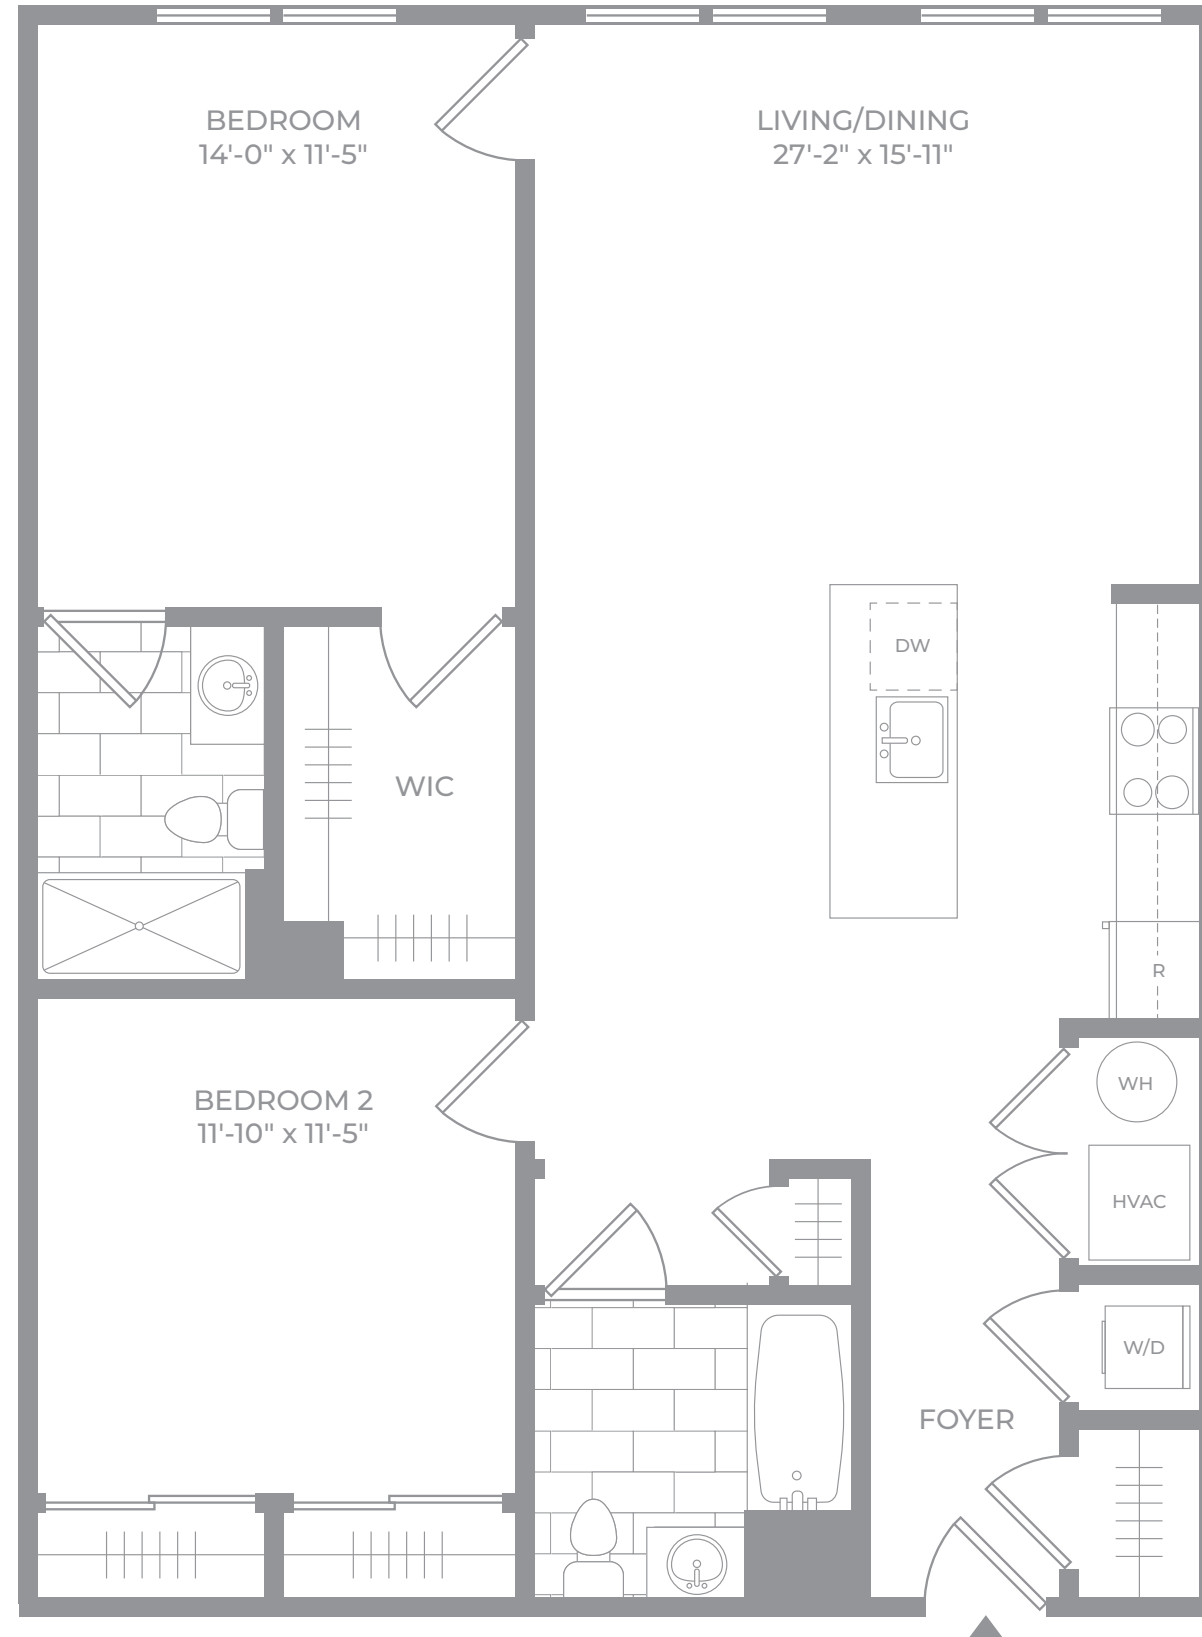 BEDROOM
14'-0" x 11'-5"
LIVING/DINING
27'-2" x 15'-11"
DW
WIC
R
WH
BEDROOM 2
11'-10" x 11'-5"
HVAC
W/D
FOYER